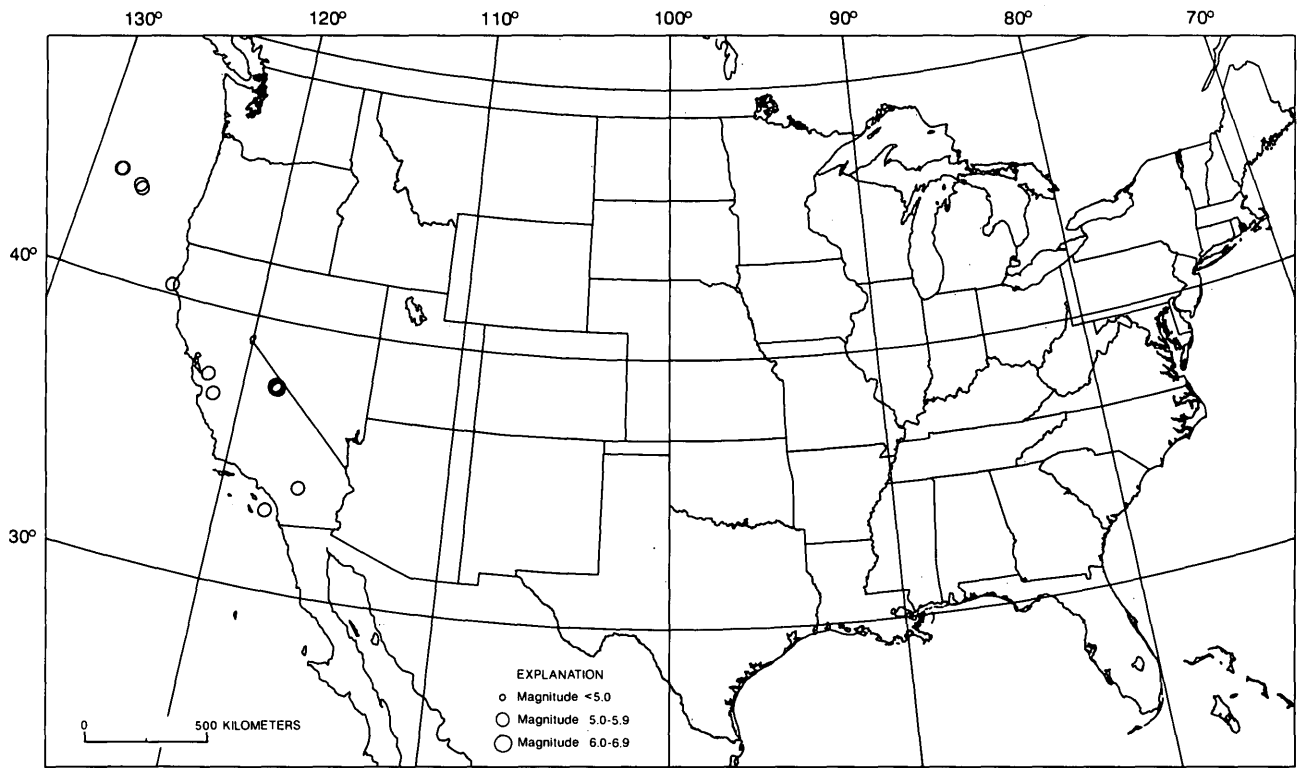 130° 120° 110° 100° 90° 80° 70°
40°
30°
EXPLANATION
Magnitude <5.0
Magnitude 5.0-5.9
Magnitude 6.0-6.9
0 500 KILOMETERS